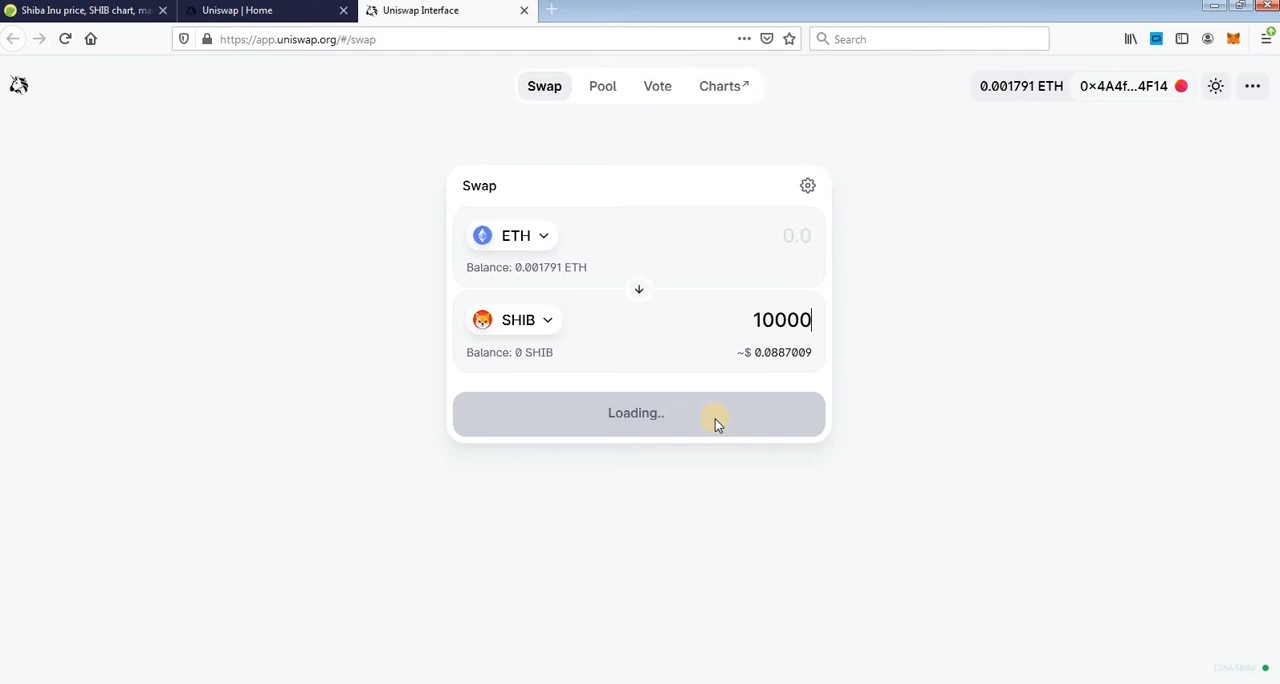 Shiba Inu price, SHIB chart, ma
Uniswap | Home
Uniswap Interface
https://app.uniswap.org/#/swap
Search
Swap
Pool
Vote
Charts↗
0.001791 ETH
0x4A4f...4F14
Swap
ETH
0.0
Balance: 0.001791 ETH
SHIB
10000
Balance: 0 SHIB
~$ 0.0887009
Loading..